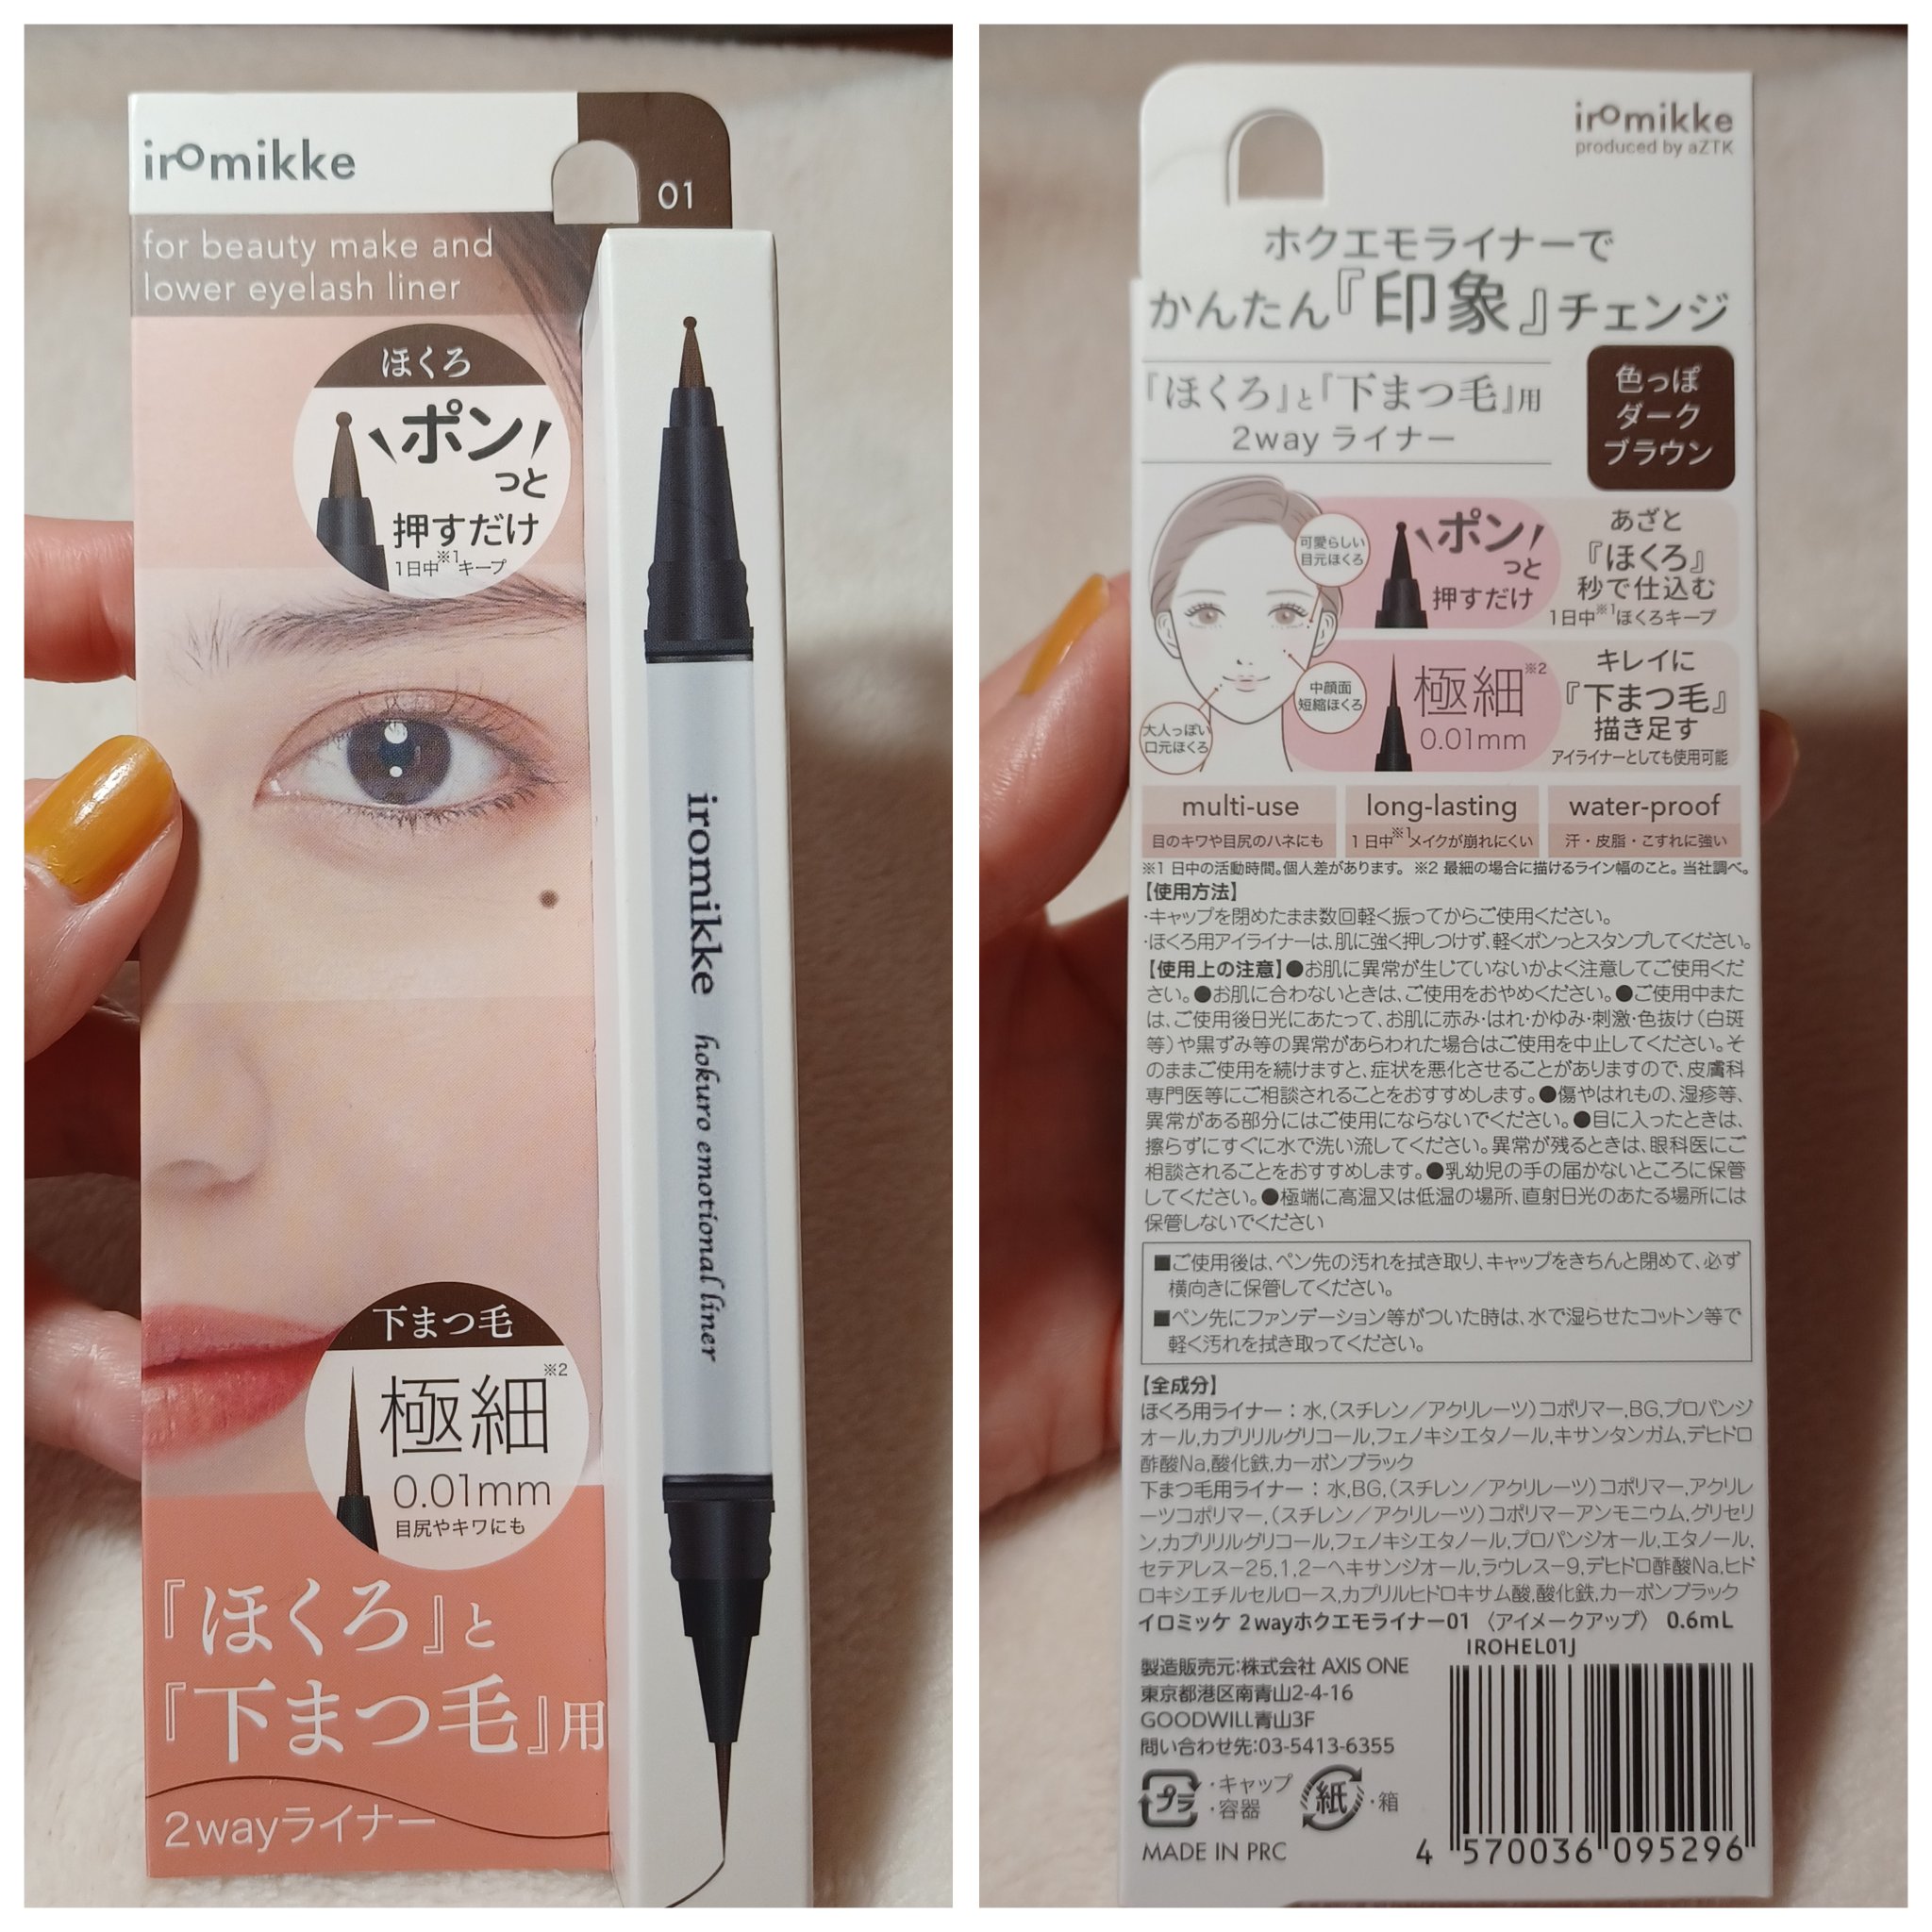 iromikke
01
for beauty make and
lower eyelash liner
ほくろ
ポン
っと
押すだけ
1日中※1キープ
iromikke hokuro emotional liner
下まつ毛
極細※2
0.01mm
目尻やキワにも
『ほくろ』と
『下まつ毛』用
2wayライナー
iromikke
produced by aZTK
ホクエモライナーで
かんたん『印象』チェンジ
『ほくろ』と『下まつ毛』用
2way ライナー
色っぽ
ダーク
ブラウン
可愛らしい
目元ほくろ
ポン
っと
押すだけ
あざと
『ほくろ』
秒で仕込む
1日中※1ほくろキープ
中顔面
短縮ほくろ
大人っぽい
口元ほくろ
極細※2
0.01mm
キレイに
『下まつ毛』
描き足す
アイライナーとしても使用可能
multi-use
目のキワや目尻のハネにも
long-lasting
1日中※1メイクが崩れにくい
water-proof
汗・皮脂・こすれに強い
※1 日中の活動時間。個人差があります。 ※2 最細の場合に描けるライン幅のこと。当社調べ。
【使用方法】
·キャップを閉めたまま数回軽く振ってからご使用ください。
·ほくろ用アイライナーは、肌に強く押しつけず、軽くポンっとスタンプしてください。
【使用上の注意】●お肌に異常が生じていないかよく注意してご使用くだ
さい。●お肌に合わないときは、ご使用をおやめください。●ご使用中また
は、ご使用後日光にあたって、お肌に赤み·はれ·かゆみ·刺激·色抜け(白斑
等)や黒ずみ等の異常があらわれた場合はご使用を中止してください。そ
のままご使用を続けますと、症状を悪化させることがありますので、皮膚科
専門医等にご相談されることをおすすめします。●傷やはれもの、湿疹等、
異常がある部分にはご使用にならないでください。●目に入ったときは、
擦らずにすぐに水で洗い流してください。異常が残るときは、眼科医にご
相談されることをおすすめします。●乳幼児の手の届かないところに保管
してください。●極端に高温又は低温の場所、直射日光のあたる場所には
保管しないでください
■ご使用後は、ペン先の汚れを拭き取り、キャップをきちんと閉めて、必ず
横向きに保管してください。
■ペン先にファンデーション等がついた時は、水で湿らせたコットン等で
軽く汚れを拭き取ってください。
【全成分】
ほくろ用ライナー：水,(スチレン／アクリレーツ)コポリマー,BG,プロパンジ
オール,カプリリルグリコール,フェノキシエタノール,キサンタンガム,デヒドロ
酢酸Na,酸化鉄,カーボンブラック
下まつ毛用ライナー：水,BG,(スチレン／アクリレーツ)コポリマー,アクリレ
ーツコポリマー,(スチレン／アクリレーツ)コポリマーアンモニウム,グリセリ
ン,カプリリルグリコール,フェノキシエタノール,プロパンジオール,エタノール,
セテアレス−25,1,2−ヘキサンジオール,ラウレス−9,デヒドロ酢酸Na,ヒド
ロキシエチルセルロース,カプリルヒドロキサム酸,酸化鉄,カーボンブラック
イロミッケ 2wayホクエモライナー01 〈アイメークアップ〉 0.6mL
IROHEL01J
製造販売元:株式会社 AXIS ONE
東京都港区南青山2-4-16
GOODWILL青山3F
問い合わせ先:03-5413-6355
プラ
·キャップ
·容器
紙
·箱
MADE IN PRC
4 570036 095296